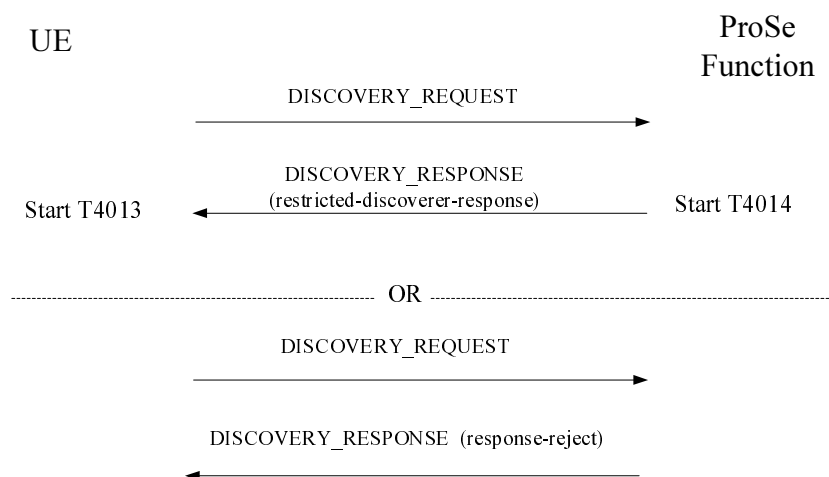 UE
ProSe
Function
DISCOVERY_REQUEST
DISCOVERY_RESPONSE
(restricted-discoverer-response)
Start T4013
Start T4014
OR
DISCOVERY_REQUEST
DISCOVERY_RESPONSE (response-reject)